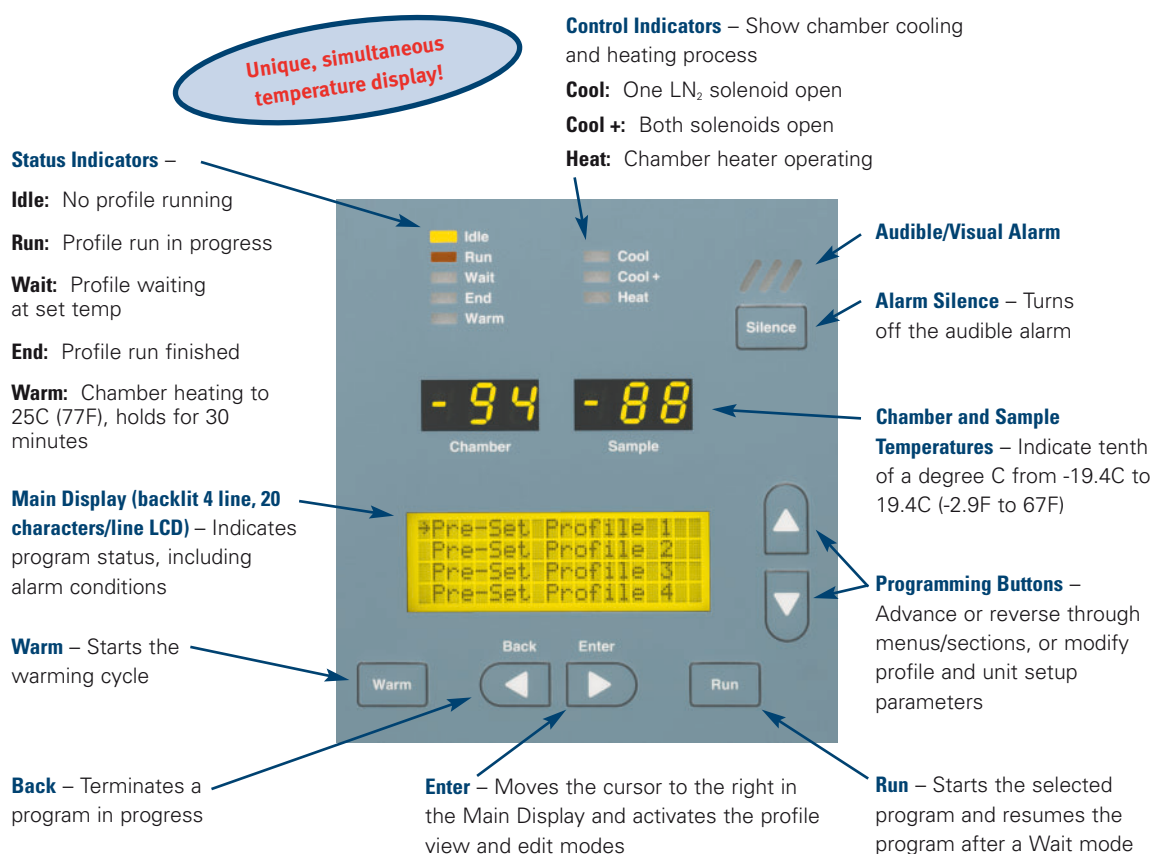 Unique, simultaneous
temperature display!
Control Indicators – Show chamber cooling
and heating process
Cool: One LN₂ solenoid open
Cool +: Both solenoids open
Heat: Chamber heater operating
Status Indicators –
Idle: No profile running
Run: Profile run in progress
Wait: Profile waiting
at set temp
End: Profile run finished
Warm: Chamber heating to
25C (77F), holds for 30
minutes
Main Display (backlit 4 line, 20
characters/line LCD) – Indicates
program status, including
alarm conditions
Warm – Starts the
warming cycle
Back – Terminates a
program in progress
Idle
Run
Wait
End
Warm
Cool
Cool +
Heat
Silence
- 94
Chamber
- 88
Sample
→Pre-Set Profile 1
Pre-Set Profile 2
Pre-Set Profile 3
Pre-Set Profile 4
Back
Enter
Warm
Run
Audible/Visual Alarm
Alarm Silence – Turns
off the audible alarm
Chamber and Sample
Temperatures – Indicate tenth
of a degree C from -19.4C to
19.4C (-2.9F to 67F)
Programming Buttons –
Advance or reverse through
menus/sections, or modify
profile and unit setup
parameters
Enter – Moves the cursor to the right in
the Main Display and activates the profile
view and edit modes
Run – Starts the selected
program and resumes the
program after a Wait mode